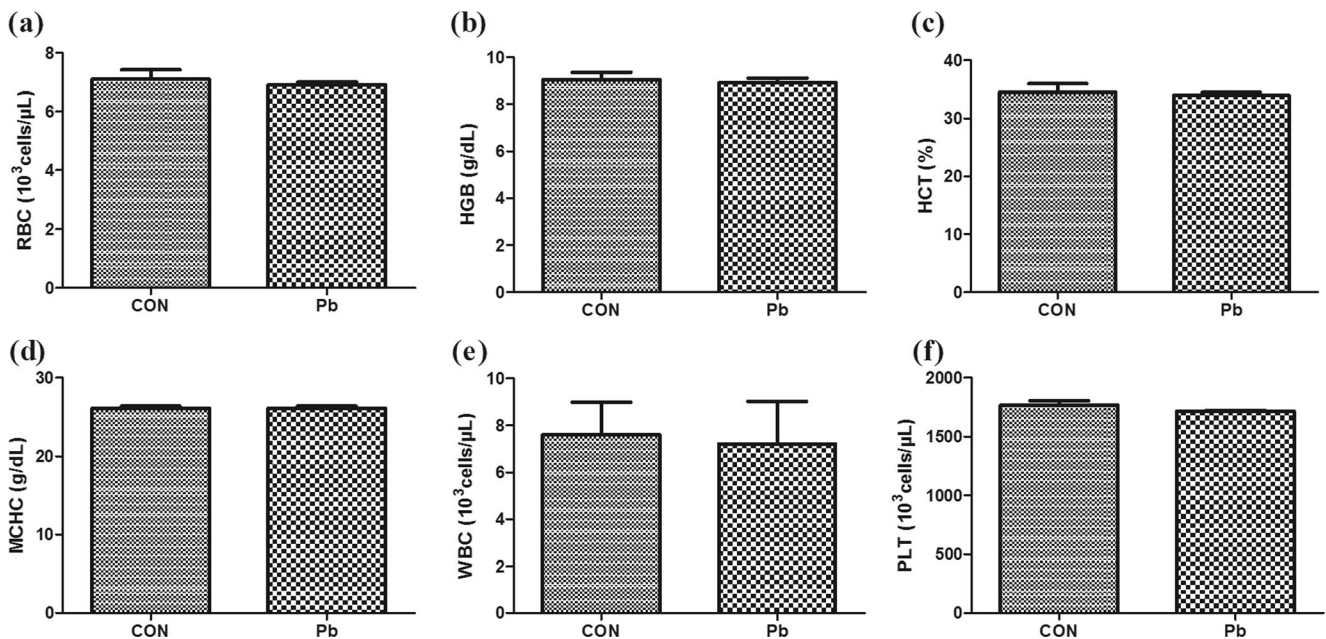 (a)
RBC (10³cells/µL)
8
6
4
2
0
CON
Pb
(b)
HGB (g/dL)
10
8
6
4
2
0
CON
Pb
(c)
HCT (%)
40
30
20
10
0
CON
Pb
(d)
MCHC (g/dL)
30
20
10
0
CON
Pb
(e)
WBC (10³cells/µL)
10
8
6
4
2
0
CON
Pb
(f)
PLT (10³cells/µL)
2000
1500
1000
500
0
CON
Pb